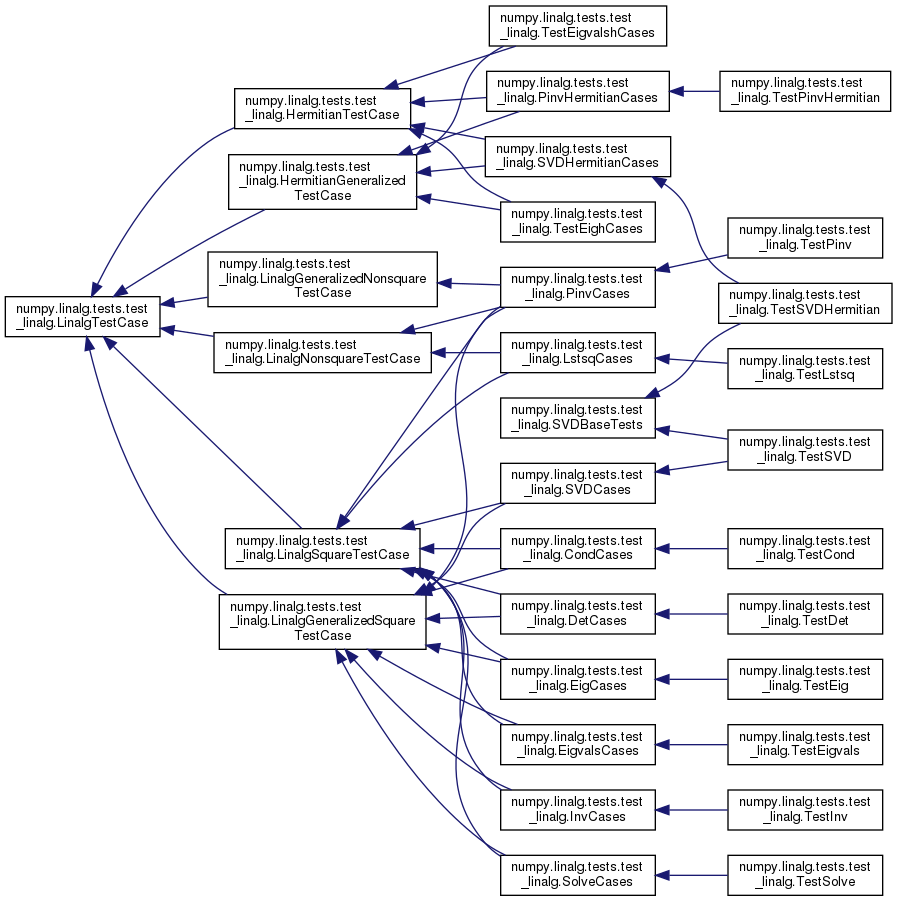 numpy.linalg.tests.test
_linalg.LinalgTestCase
numpy.linalg.tests.test
_linalg.HermitianTestCase
numpy.linalg.tests.test
_linalg.HermitianGeneralized
TestCase
numpy.linalg.tests.test
_linalg.LinalgGeneralizedNonsquare
TestCase
numpy.linalg.tests.test
_linalg.LinalgNonsquareTestCase
numpy.linalg.tests.test
_linalg.LinalgSquareTestCase
numpy.linalg.tests.test
_linalg.LinalgGeneralizedSquare
TestCase
numpy.linalg.tests.test
_linalg.TestEigvalshCases
numpy.linalg.tests.test
_linalg.PinvHermitianCases
numpy.linalg.tests.test
_linalg.SVDHermitianCases
numpy.linalg.tests.test
_linalg.TestEighCases
numpy.linalg.tests.test
_linalg.PinvCases
numpy.linalg.tests.test
_linalg.LstsqCases
numpy.linalg.tests.test
_linalg.SVDBaseTests
numpy.linalg.tests.test
_linalg.SVDCases
numpy.linalg.tests.test
_linalg.CondCases
numpy.linalg.tests.test
_linalg.DetCases
numpy.linalg.tests.test
_linalg.EigCases
numpy.linalg.tests.test
_linalg.EigvalsCases
numpy.linalg.tests.test
_linalg.InvCases
numpy.linalg.tests.test
_linalg.SolveCases
numpy.linalg.tests.test
_linalg.TestPinvHermitian
numpy.linalg.tests.test
_linalg.TestPinv
numpy.linalg.tests.test
_linalg.TestSVDHermitian
numpy.linalg.tests.test
_linalg.TestLstsq
numpy.linalg.tests.test
_linalg.TestSVD
numpy.linalg.tests.test
_linalg.TestCond
numpy.linalg.tests.test
_linalg.TestDet
numpy.linalg.tests.test
_linalg.TestEig
numpy.linalg.tests.test
_linalg.TestEigvals
numpy.linalg.tests.test
_linalg.TestInv
numpy.linalg.tests.test
_linalg.TestSolve